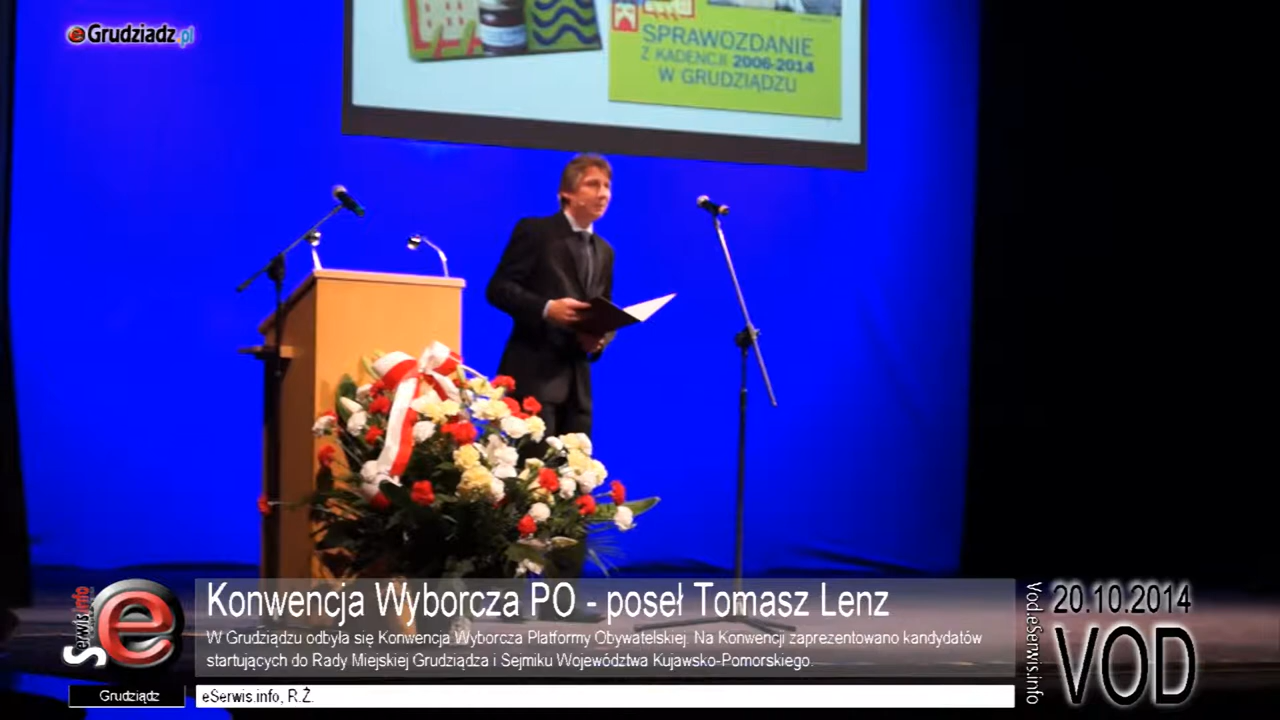 eGrudziadz.pl
SPRAWOZDANIE
Z KADENCJI 2006-2014
W GRUDZIĄDZU
Konwencja Wyborcza PO - poseł Tomasz Lenz
W Grudziądzu odbyła się Konwencja Wyborcza Platformy Obywatelskiej. Na Konwencji zaprezentowano kandydatów
startujących do Rady Miejskiej Grudziądza i Sejmiku Województwa Kujawsko-Pomorskiego.
eSerwis.info
e
Grudziądz
eSerwis.info, R.Ż.
Vod.eSerwis.info
20.10.2014
VOD